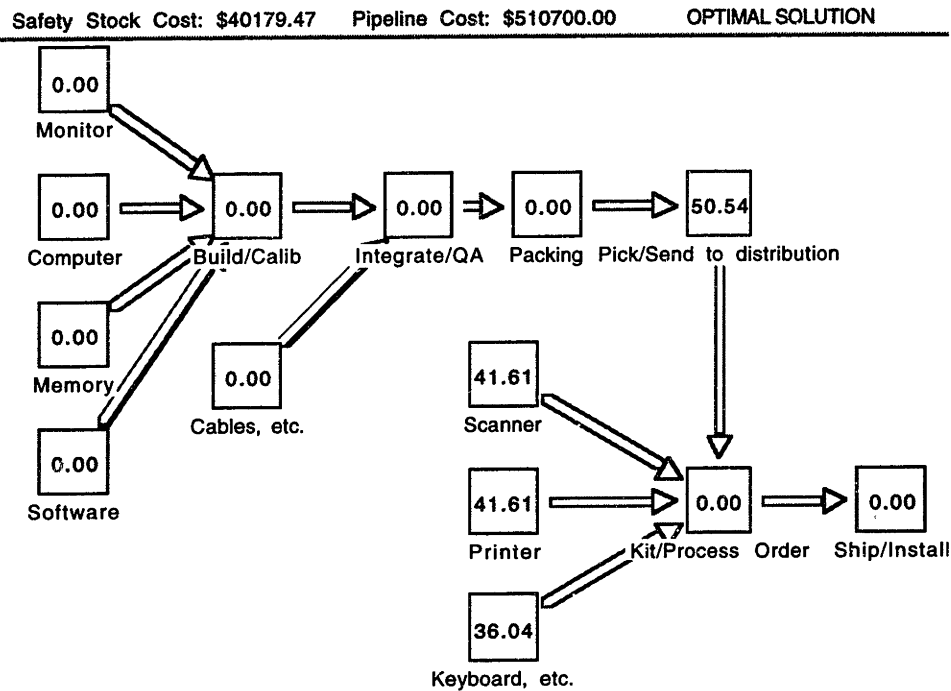 Safety Stock Cost: $40179.47 Pipeline Cost: $510700.00 OPTIMAL SOLUTION
0.00
Monitor
0.00 0.00 0.00 0.00 50.54
Computer Build/Calib Integrate/QA Packing Pick/Send to distribution
0.00
Memory
0.00
Cables, etc.
41.61
Scanner
0.00
Software
41.61 0.00 0.00
Printer Kit/Process Order Ship/Install
36.04
Keyboard, etc.